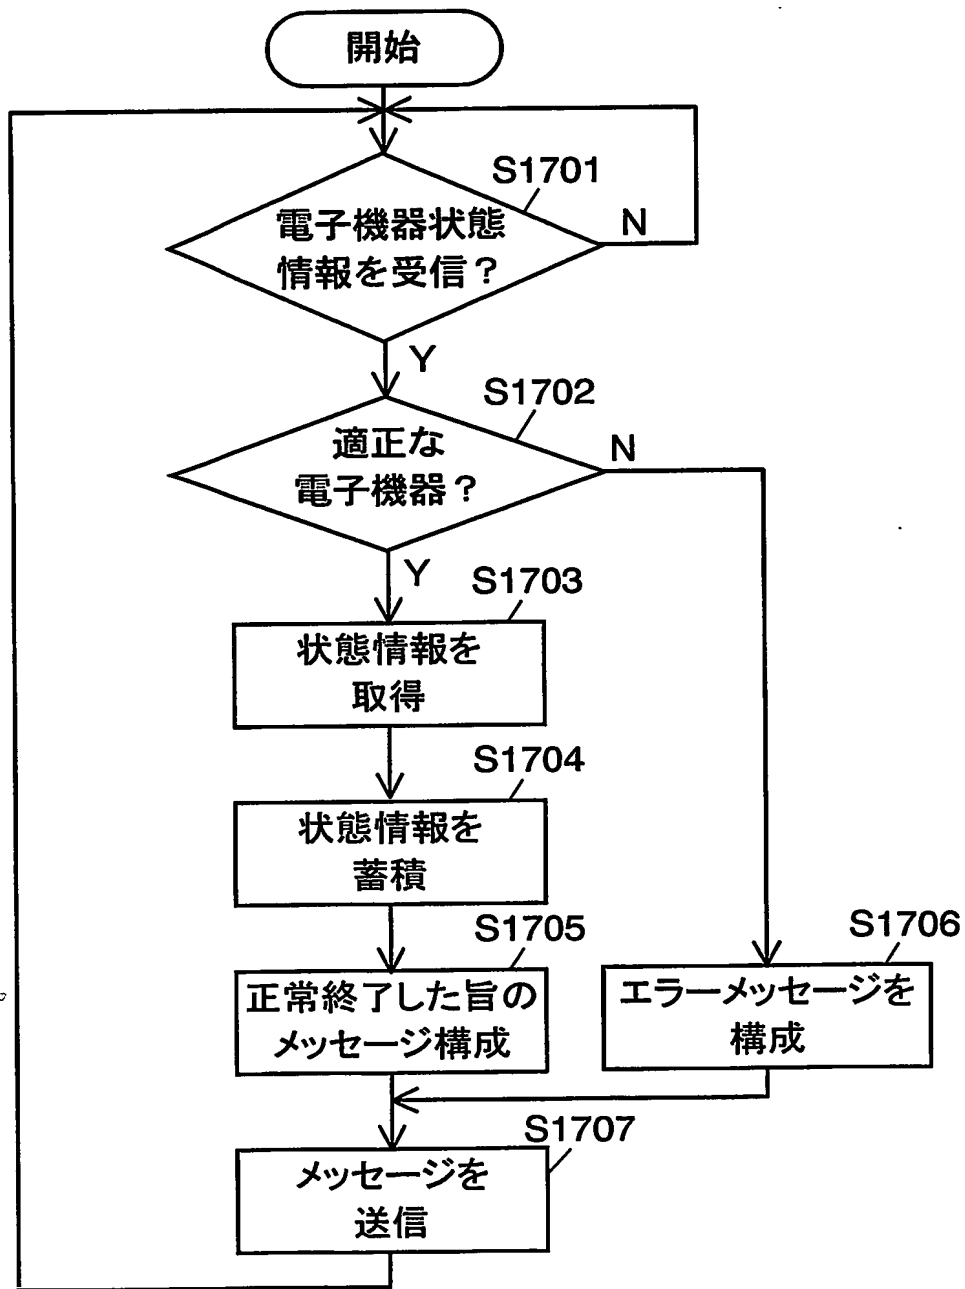 開始
S1701
電子機器状態
情報を受信？
N
Y
S1702
適正な
電子機器？
N
Y
S1703
状態情報を
取得
S1704
状態情報を
蓄積
S1705
正常終了した旨の
メッセージ構成
S1706
エラーメッセージを
構成
S1707
メッセージを
送信